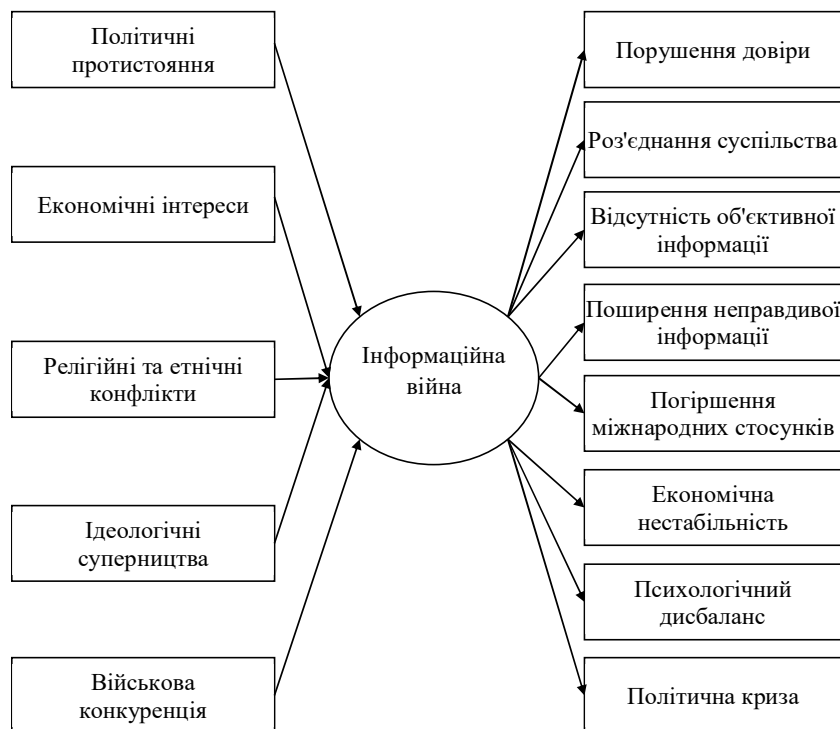 Політичні
протистояння
Економічні інтереси
Релігійні та етнічні
конфлікти
Ідеологічні
суперництва
Військова
конкуренція
Інформаційна
війна
Порушення довіри
Роз'єднання суспільства
Відсутність об'єктивної
інформації
Поширення неправдивої
інформації
Погіршення
міжнародних стосунків
Економічна
нестабільність
Психологічний
дисбаланс
Політична криза